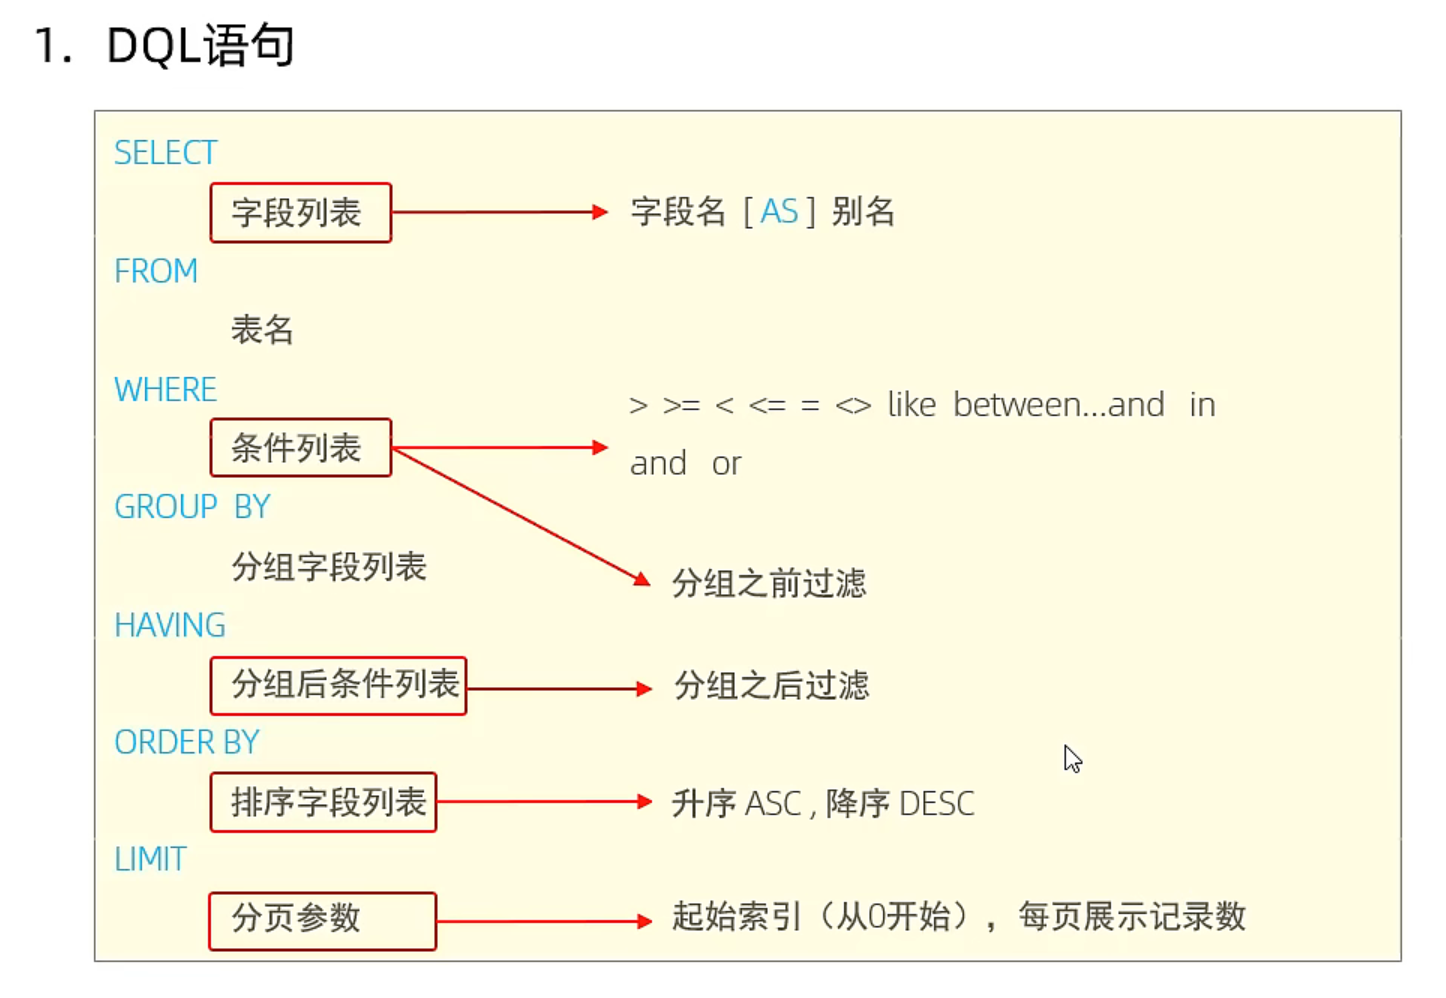 1. DQL语句
SELECT
字段列表 字段名 [ AS ] 别名
FROM
表名
WHERE
> >= < <= = <> like between...and in
条件列表
and or
GROUP BY
分组字段列表
分组之前过滤
HAVING
分组后条件列表 分组之后过滤
ORDER BY
排序字段列表 升序 ASC , 降序 DESC
LIMIT
分页参数 起始索引（从0开始），每页展示记录数